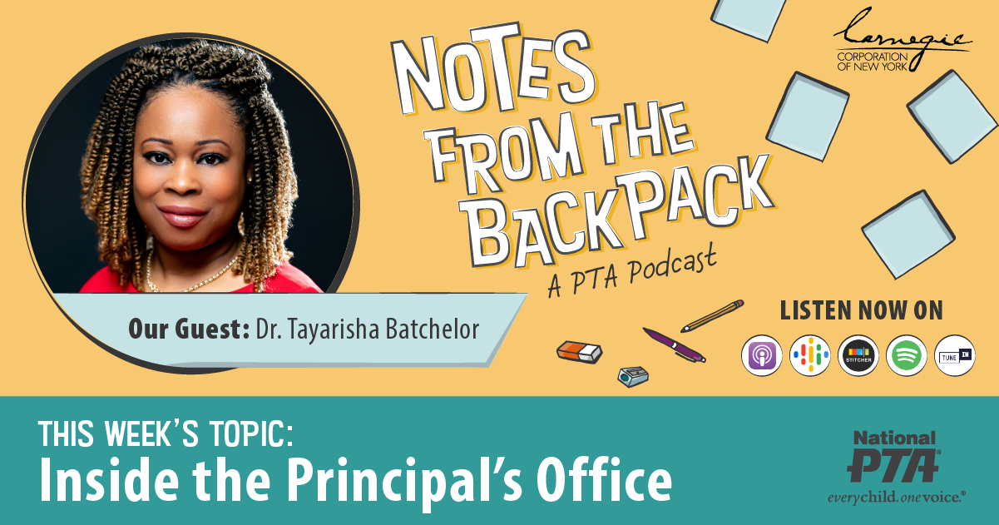 NOTES
FROM THE
BACKPACK
A PTA Podcast
Carnegie
CORPORATION
OF NEW YORK
Our Guest: Dr. Tayarisha Batchelor
LISTEN NOW ON
STITCHER
TUNE IN
THIS WEEK'S TOPIC:
Inside the Principal's Office
National
PTA®
everychild.onevoice.®